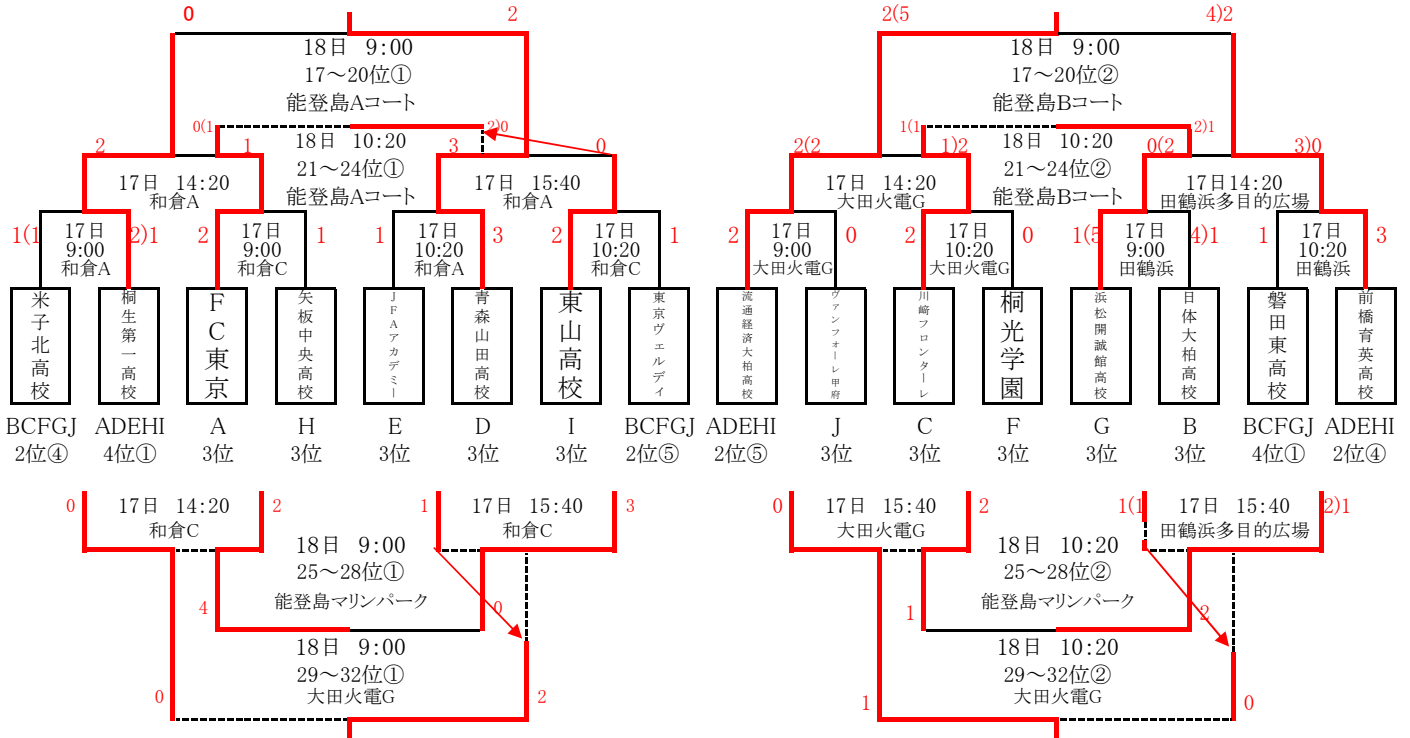 0 2 2(5 4)2
18日 9:00 18日 9:00
17～20位① 17～20位②
能登島Aコート 能登島Bコート
0(1 2)0 1(1 2)1
2 1 18日 10:20 3 0 2(2 1)2 18日 10:20 0(2 3)0
21～24位① 21～24位②
能登島Aコート 能登島Bコート
17日 14:20 17日 15:40 17日 14:20 17日14:20
和倉A 和倉A 大田火電G 田鶴浜多目的広場
1(1 17日 2)1 2 17日 1 1 17日 3 2 17日 1 2 17日 0 2 17日 0 1(5 17日 4)1 1 17日 3
9:00 9:00 10:20 10:20 9:00 10:20 9:00 10:20
和倉A 和倉C 和倉A 和倉C 大田火電G 大田火電G 田鶴浜 田鶴浜
米子北高校
桐生第一高校
FC東京
矢板中央高校
JFAアカデミー
青森山田高校
東山高校
東京ヴェルディ
流通経済大柏高校
ヴァンフォーレ甲府
川崎フロンターレ
桐光学園
浜松開誠館高校
日体大柏高校
磐田東高校
前橋育英高校
BCFGJ ADEHI A H E D I BCFGJ ADEHI J C F G B BCFGJ ADEHI
2位④ 4位① 3位 3位 3位 3位 3位 2位⑤ 2位⑤ 3位 3位 3位 3位 3位 4位① 2位④
0 17日 14:20 2 1 17日 15:40 3 0 17日 15:40 2 1(1 17日 15:40 2)1
和倉C 和倉C 大田火電G 田鶴浜多目的広場
18日 9:00 18日 10:20
25～28位① 25～28位②
4 能登島マリンパーク 0 1 能登島マリンパーク 2
18日 9:00 18日 10:20
29～32位① 29～32位②
0 大田火電G 2 1 大田火電G 0